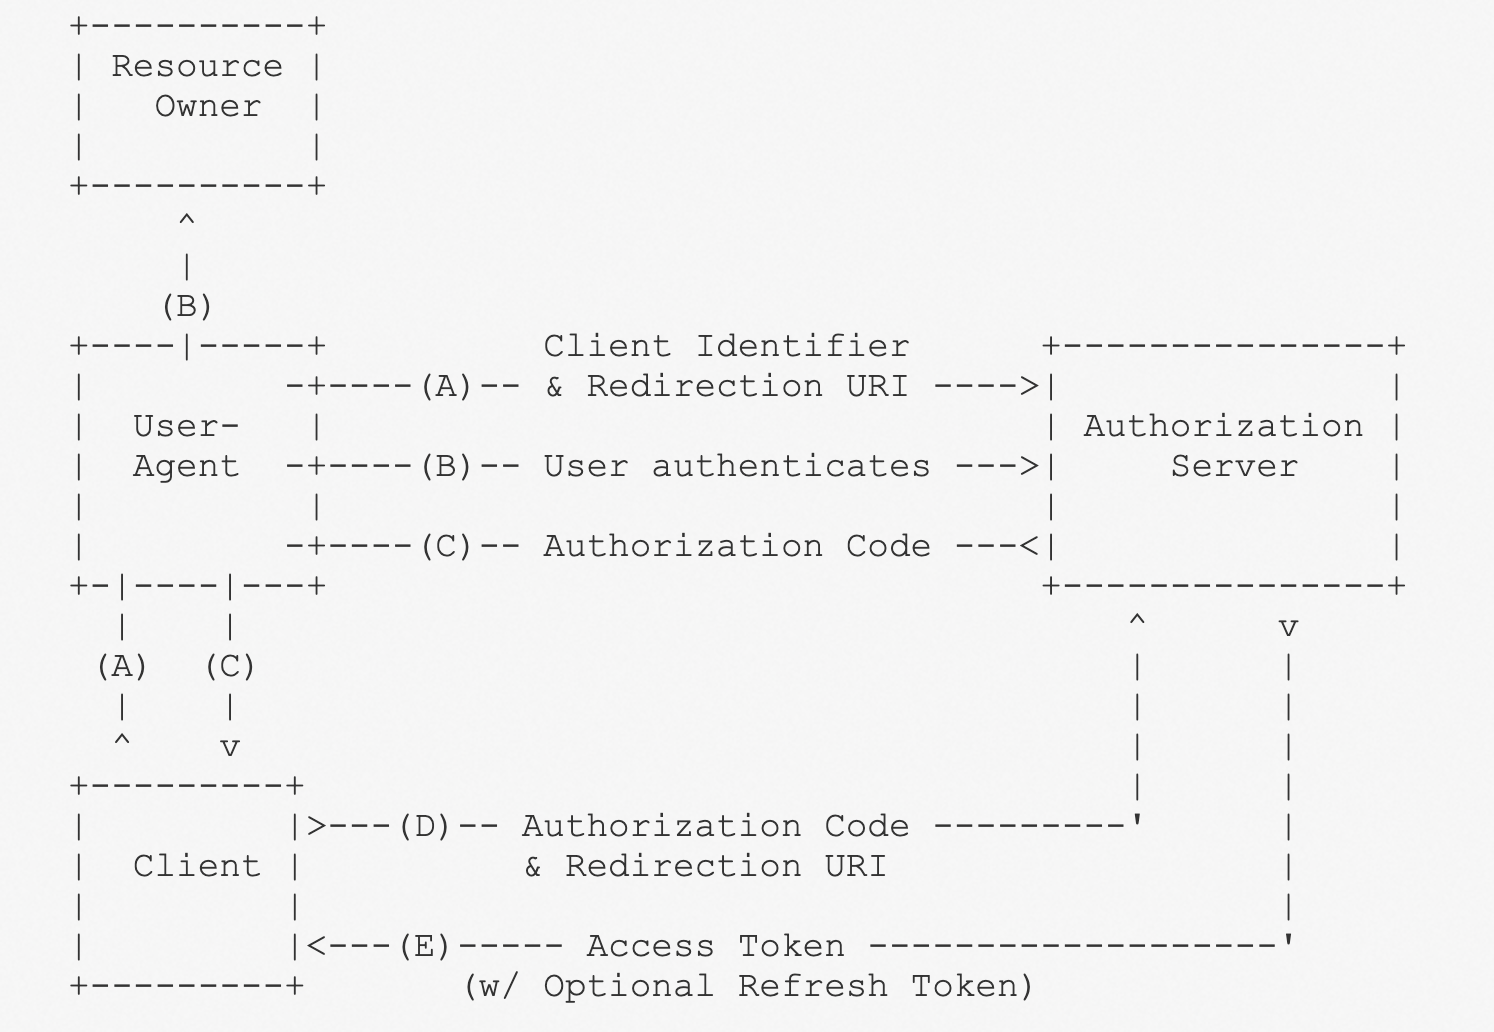 +----------+
| Resource |
|   Owner  |
|          |
+----------+
     ^
     |
    (B)
+----|-----+          Client Identifier      +---------------+
|         -+----(A)-- & Redirection URI ---->|               |
|  User-   |                                 | Authorization |
|  Agent  -+----(B)-- User authenticates --->|     Server    |
|          |                                 |               |
|         -+----(C)-- Authorization Code ---<|               |
+-|----|---+                                 +---------------+
  |    |                                         ^      v
 (A)  (C)                                        |      |
  |    |                                         |      |
  ^    v                                         |      |
+---------+                                      |      |
|         |>---(D)-- Authorization Code ---------'      |
|  Client |          & Redirection URI                  |
|         |                                             |
|         |<---(E)----- Access Token -------------------'
+---------+       (w/ Optional Refresh Token)